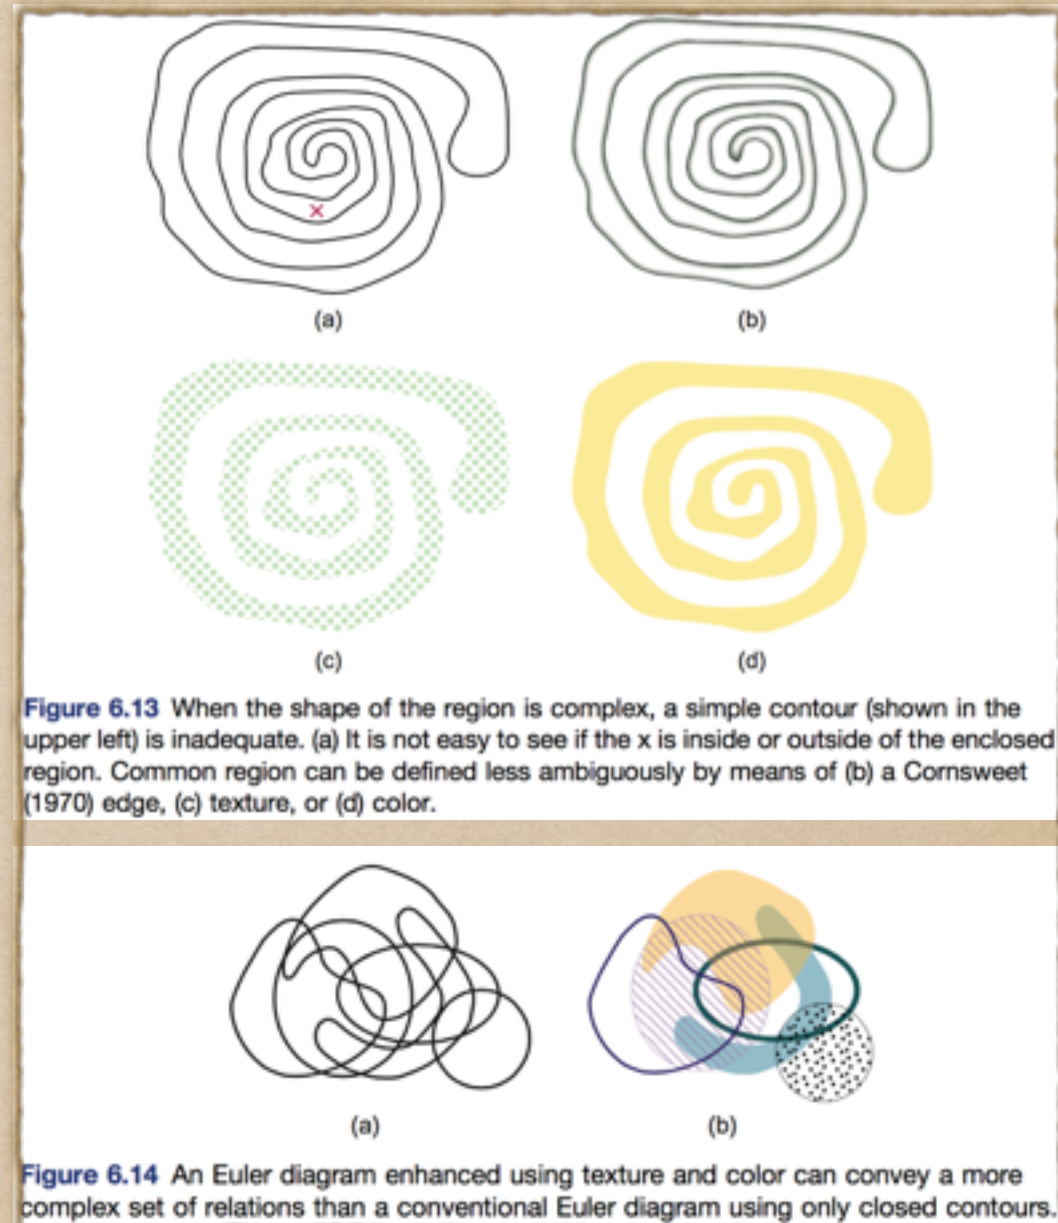 (a)
(b)
(c)
(d)
Figure 6.13 When the shape of the region is complex, a simple contour (shown in the
upper left) is inadequate. (a) It is not easy to see if the x is inside or outside of the enclosed
region. Common region can be defined less ambiguously by means of (b) a Cornsweet
(1970) edge, (c) texture, or (d) color.
(a)
(b)
Figure 6.14 An Euler diagram enhanced using texture and color can convey a more
complex set of relations than a conventional Euler diagram using only closed contours.